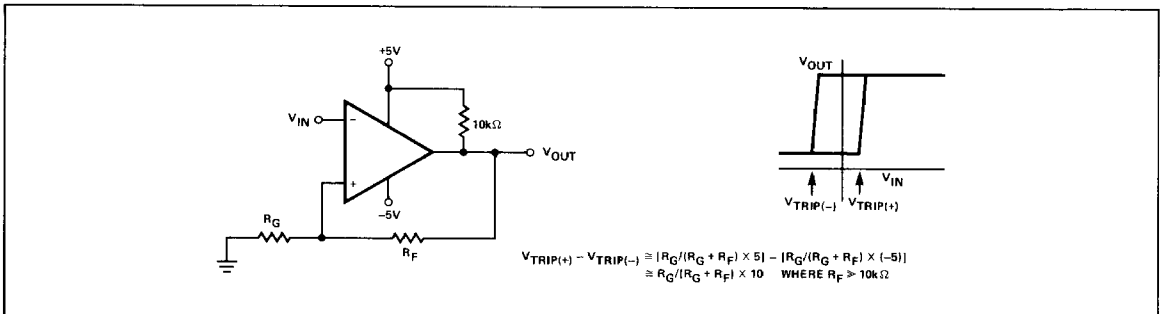 +5V
10kΩ
V_IN
−
+
V_OUT
−5V
R_G
R_F
V_OUT
V_IN
V_TRIP(−)
V_TRIP(+)
V_TRIP(+) − V_TRIP(−) ≅ |R_G/(R_G + R_F) × 5| − |R_G/(R_G + R_F) × (−5)|
≅ R_G/(R_G + R_F) × 10 WHERE R_F ≫ 10kΩ